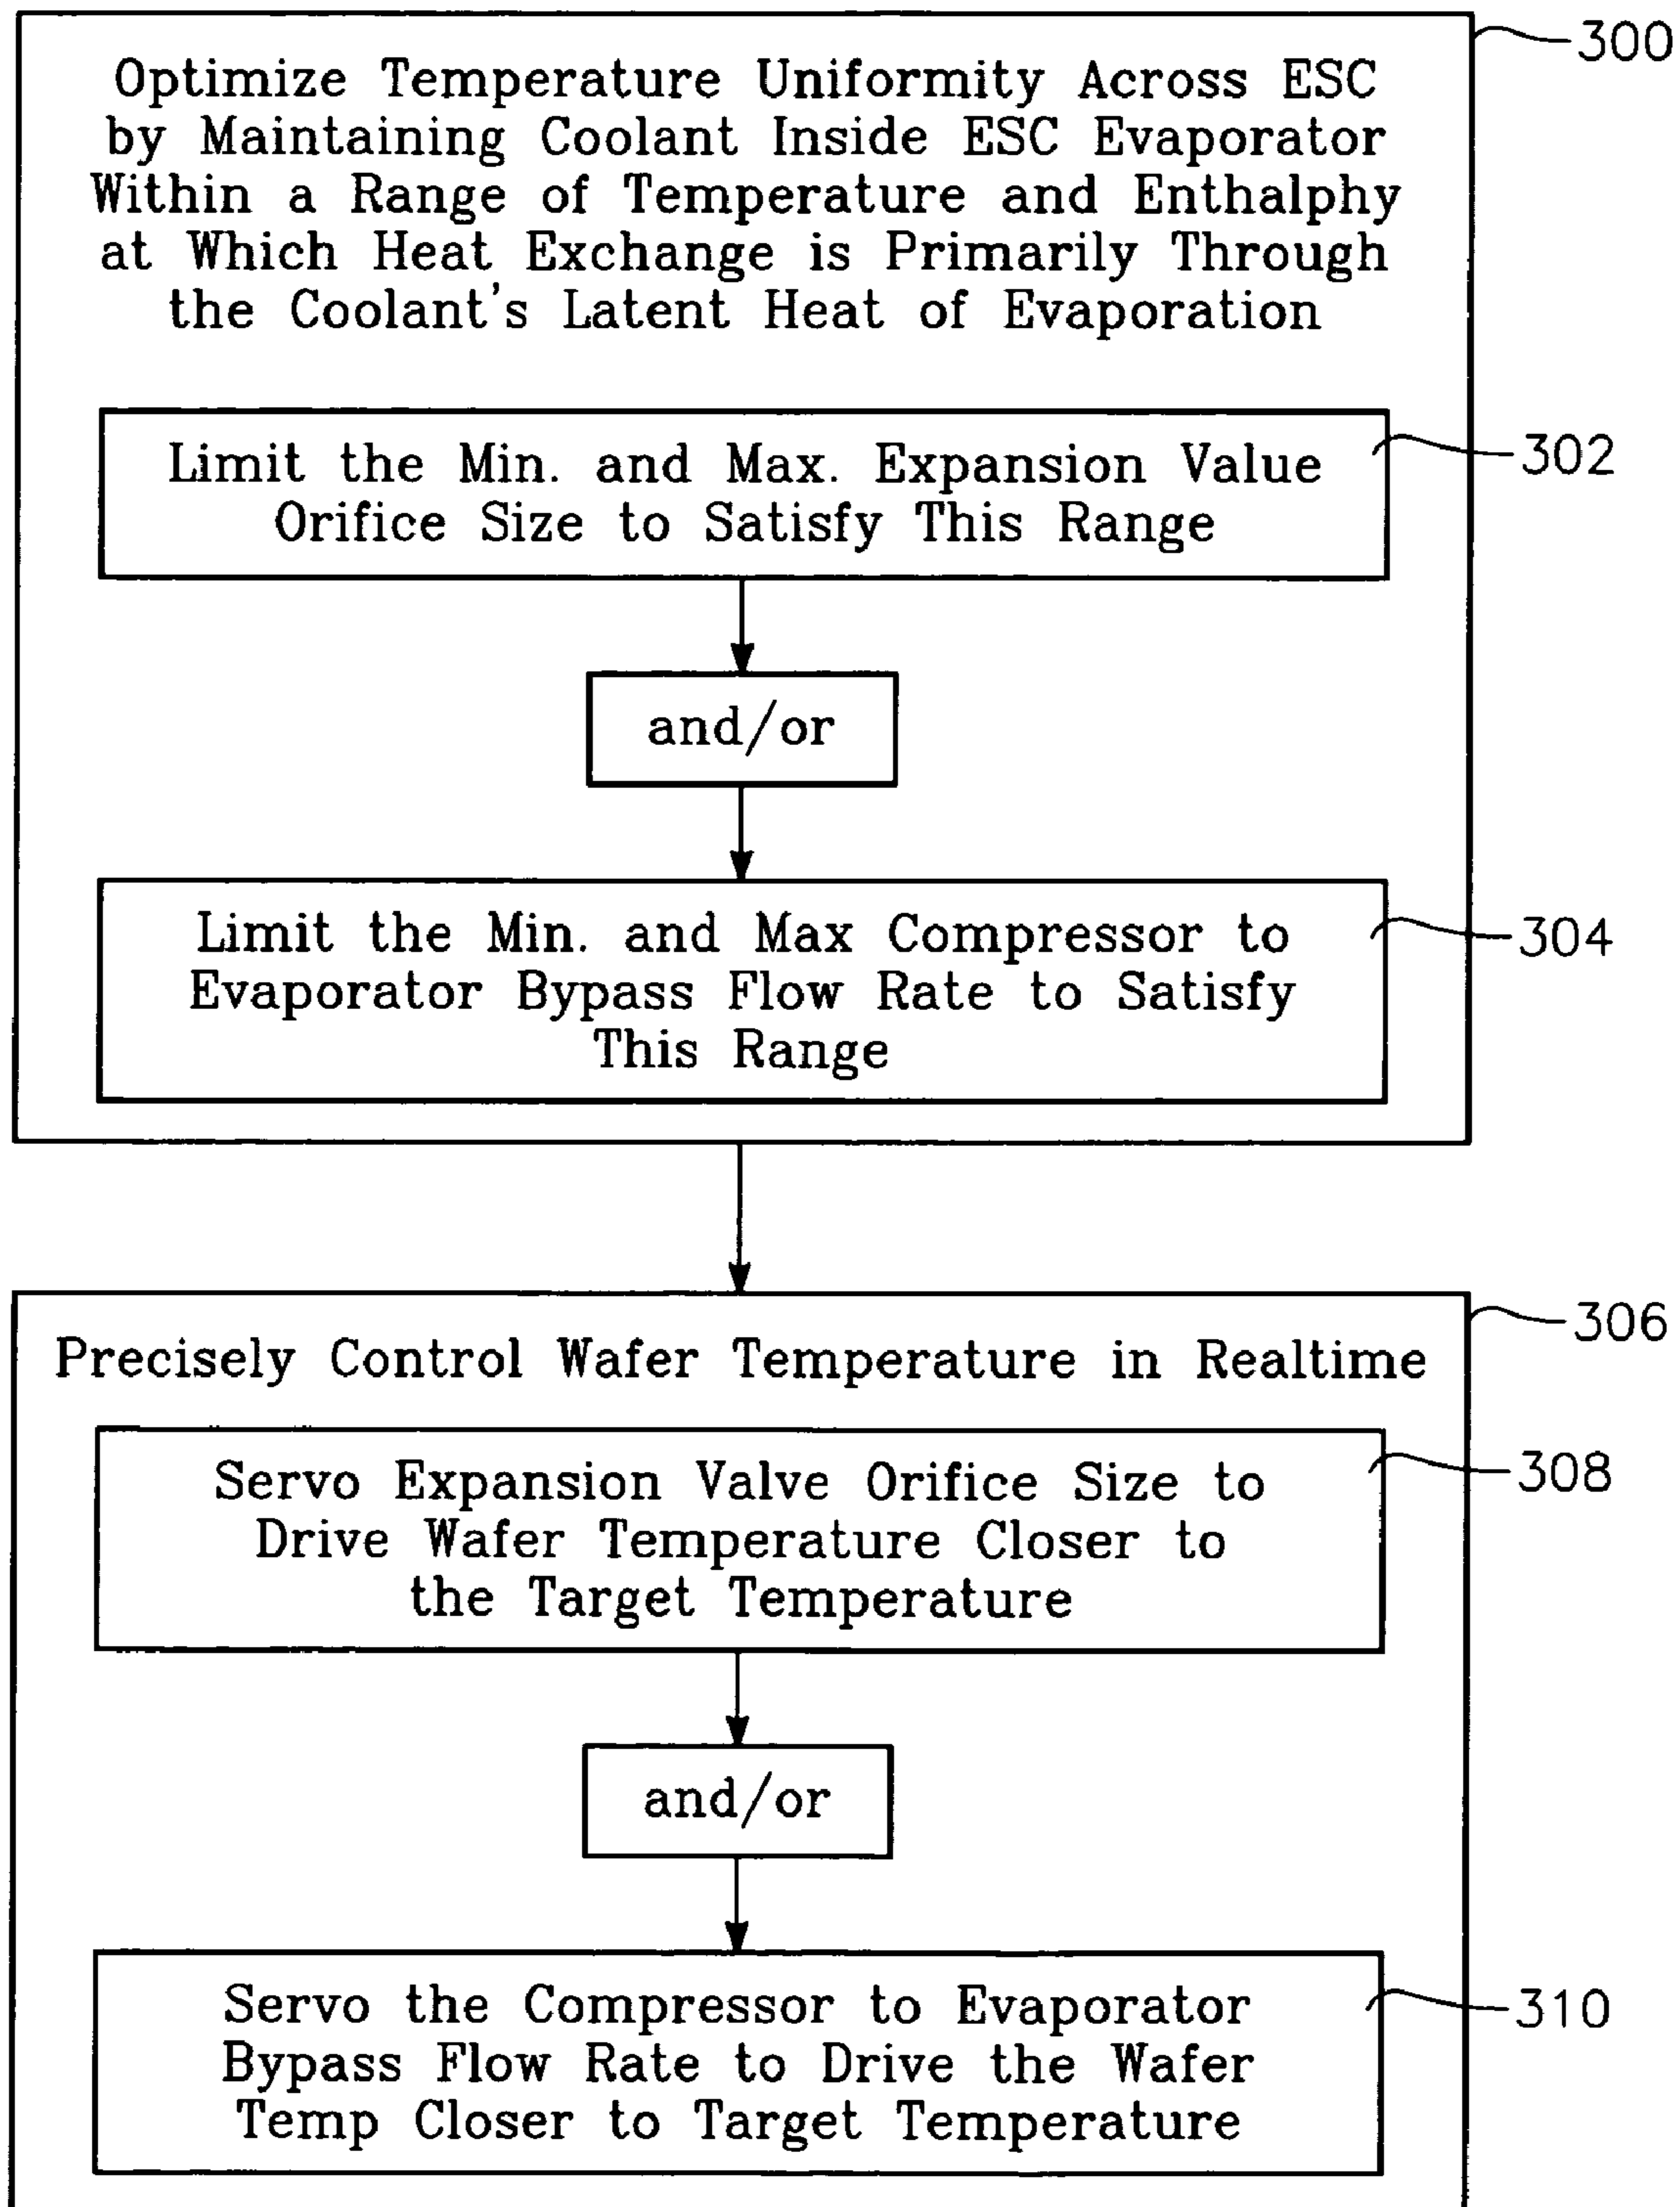 300
Optimize Temperature Uniformity Across ESC
by Maintaining Coolant Inside ESC Evaporator
Within a Range of Temperature and Enthalphy
at Which Heat Exchange is Primarily Through
the Coolant's Latent Heat of Evaporation
302
Limit the Min. and Max. Expansion Value
Orifice Size to Satisfy This Range
and/or
304
Limit the Min. and Max Compressor to
Evaporator Bypass Flow Rate to Satisfy
This Range
306
Precisely Control Wafer Temperature in Realtime
308
Servo Expansion Valve Orifice Size to
Drive Wafer Temperature Closer to
the Target Temperature
and/or
310
Servo the Compressor to Evaporator
Bypass Flow Rate to Drive the Wafer
Temp Closer to Target Temperature